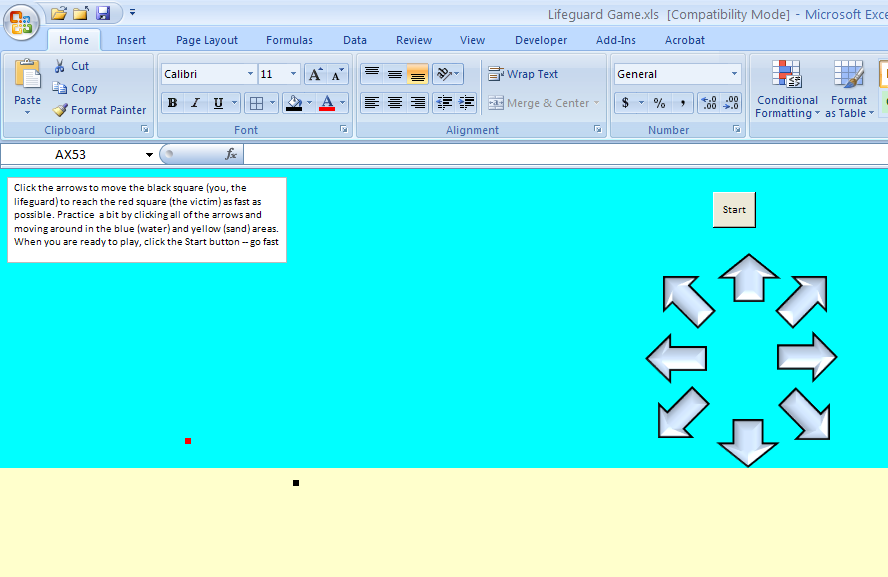 Lifeguard Game.xls [Compatibility Mode] - Microsoft Exce
Home Insert Page Layout Formulas Data Review View Developer Add-Ins Acrobat
Paste
Cut
Copy
Format Painter
Clipboard
Calibri 11 A A
B I U A
Font
Wrap Text
Merge & Center
Alignment
General
$ % , .0 .00 .00 .0
Number
Conditional Formatting
Format as Table
AX53 fx
Click the arrows to move the black square (you, the
lifeguard) to reach the red square (the victim) as fast as
possible. Practice a bit by clicking all of the arrows and
moving around in the blue (water) and yellow (sand) areas.
When you are ready to play, click the Start button -- go fast
Start